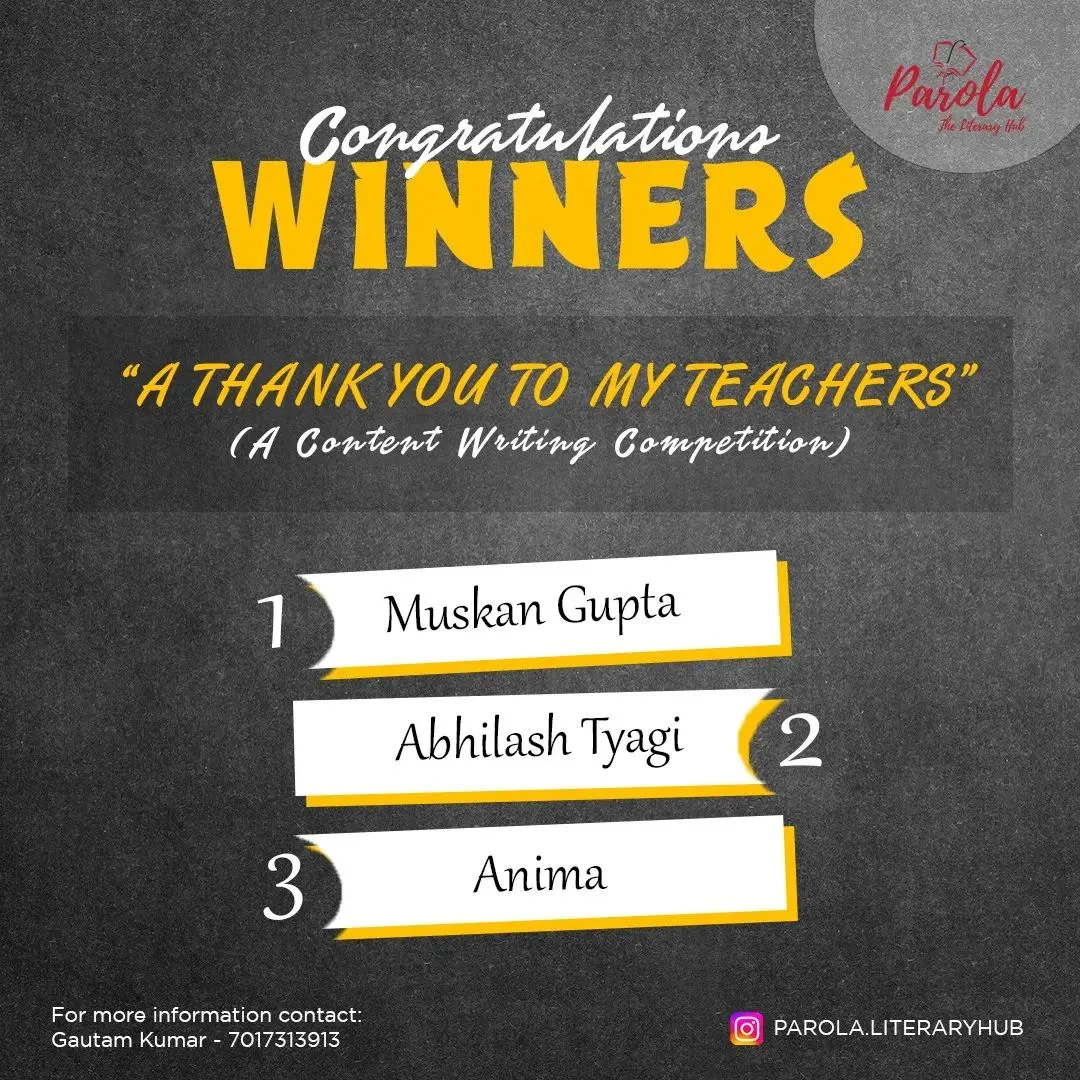 Parola
The Literary Hub
Congratulations
WINNERS
“A THANK YOU TO MY TEACHERS”
(A Content Writing Competition)
1
Muskan Gupta
Abhilash Tyagi
2
3
Anima
For more information contact:
Gautam Kumar - 7017313913
PAROLA.LITERARYHUB